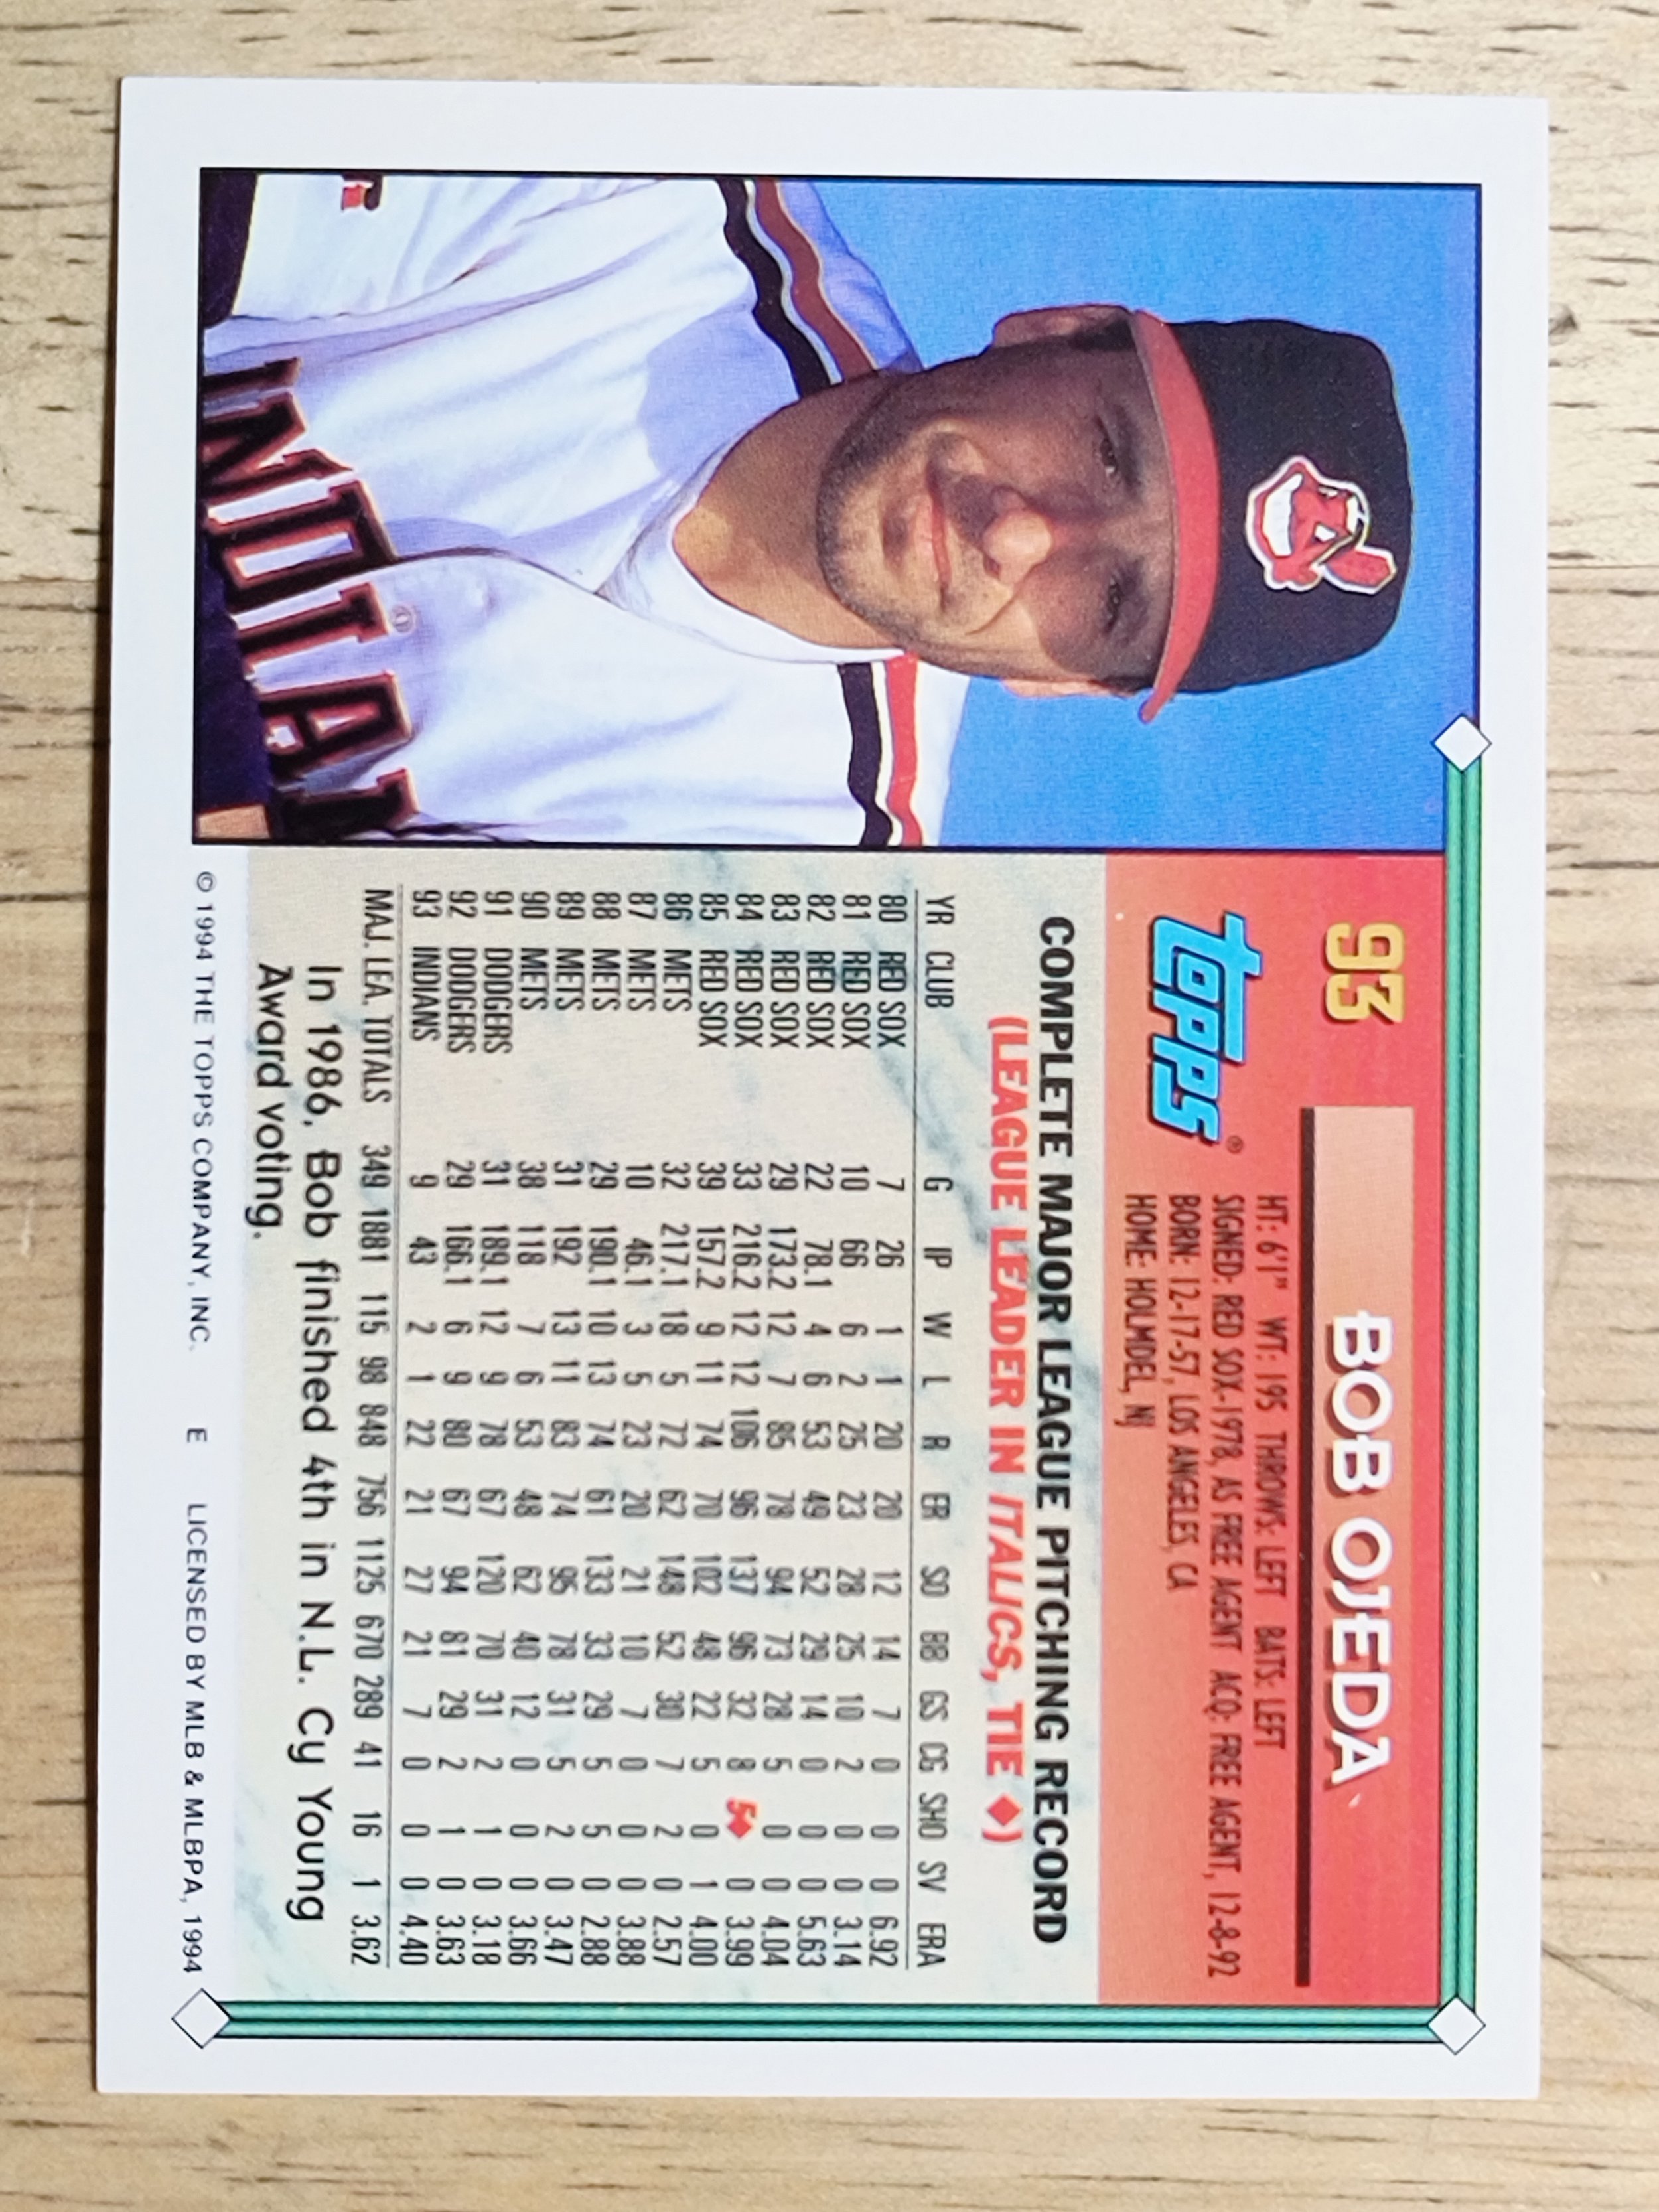 93
BOB OJEDA
topps®
HT: 6'1" WT: 195 THROWS: LEFT BATS: LEFT
SIGNED: RED SOX-1978, AS FREE AGENT ACQ: FREE AGENT, 12-8-92
BORN: 12-17-57, LOS ANGELES, CA
HOME: HOLMDEL, NJ
COMPLETE MAJOR LEAGUE PITCHING RECORD
(LEAGUE LEADER IN ITALICS, TIE ♦)
YR CLUB G IP W L R ER SO BB GS CG SHO SV ERA
80 RED SOX 7 26 1 1 20 20 12 14 7 0 0 0 6.92
81 RED SOX 10 66 6 2 25 23 28 25 10 2 0 0 3.14
82 RED SOX 22 78.1 4 6 53 49 52 29 14 0 0 0 5.63
83 RED SOX 29 173.2 12 7 85 78 94 73 28 5 0 0 4.04
84 RED SOX 33 216.2 12 12 106 96 137 96 32 8 5♦ 0 3.99
85 RED SOX 39 157.2 9 11 74 70 102 48 22 5 0 1 4.00
86 METS 32 217.1 18 5 72 62 148 52 30 7 2 0 2.57
87 METS 10 46.1 3 5 23 20 21 10 7 0 0 0 3.88
88 METS 29 190.1 10 13 74 61 133 33 29 5 5 0 2.88
89 METS 31 192 13 11 83 74 95 78 31 5 2 0 3.47
90 METS 38 118 7 6 53 48 62 40 12 0 0 0 3.66
91 DODGERS 31 189.1 12 9 78 67 120 70 31 2 1 0 3.18
92 DODGERS 29 166.1 6 9 80 67 94 81 29 2 1 0 3.63
93 INDIANS 9 43 2 1 22 21 27 21 7 0 0 0 4.40
MAJ. LEA. TOTALS 349 1881 115 98 848 756 1125 670 289 41 16 1 3.62
In 1986, Bob finished 4th in N.L. Cy Young
Award voting.
© 1994 THE TOPPS COMPANY, INC. E LICENSED BY MLB & MLBPA, 1994
INDIAN